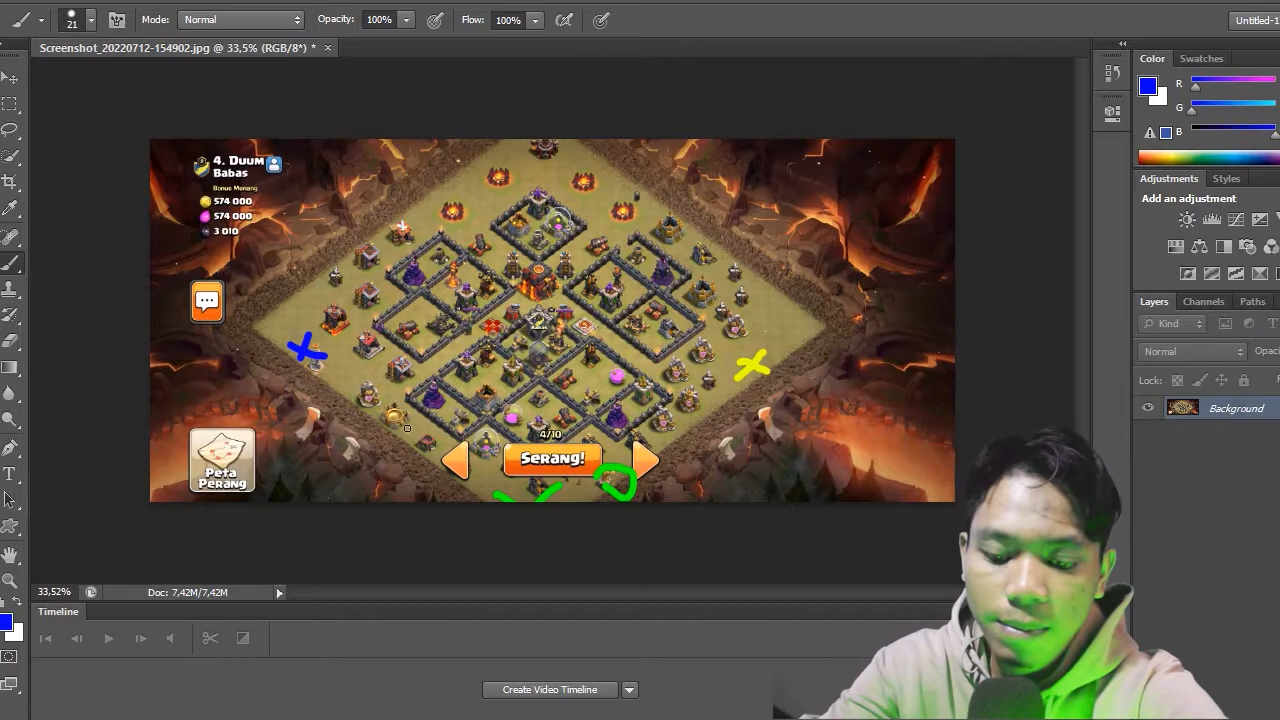 21 Mode: Normal Opacity: 100% Flow: 100% Untitled-1
Screenshot_20220712-154902.jpg @ 33,5% (RGB/8*) * ×
Color Swatches
R
G
B
4. Duum
Babas
Bonus Menang
574 000
574 000
3 010
Adjustments Styles
Add an adjustment
Layers Channels Paths
Kind
Normal
Lock:
Background
4/10
Serang!
Peta
Perang
33,52% Doc: 7,42M/7,42M
Timeline
Create Video Timeline